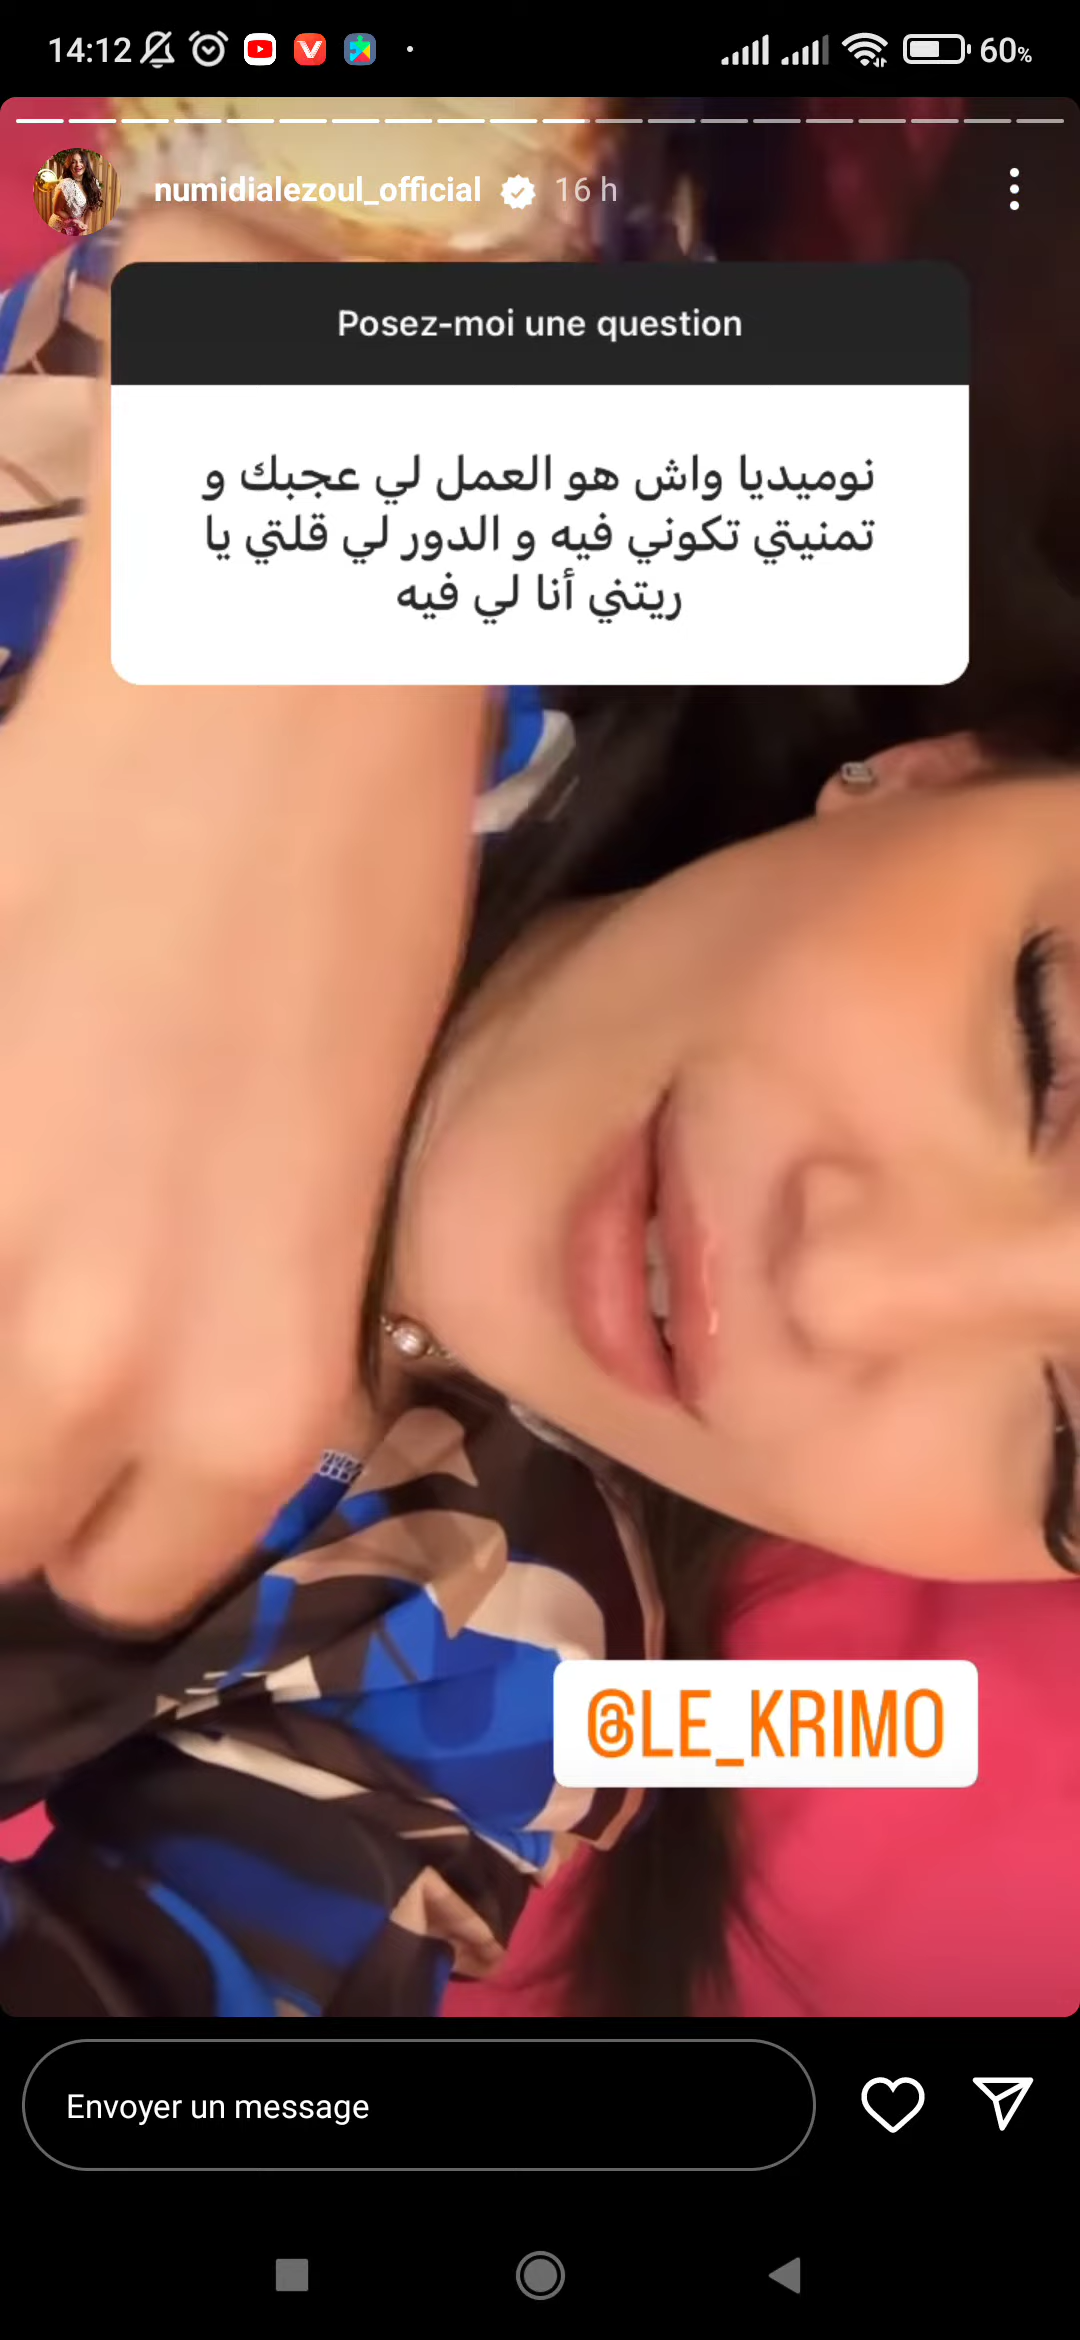 14:12
60%
numidialezoul_official 16 h
Posez-moi une question
نوميديا واش هو العمل لي عجبك و
تمنيتي تكوني فيه و الدور لي قلتي يا
ريتني أنا لي فيه
@LE_KRIMO
Envoyer un message